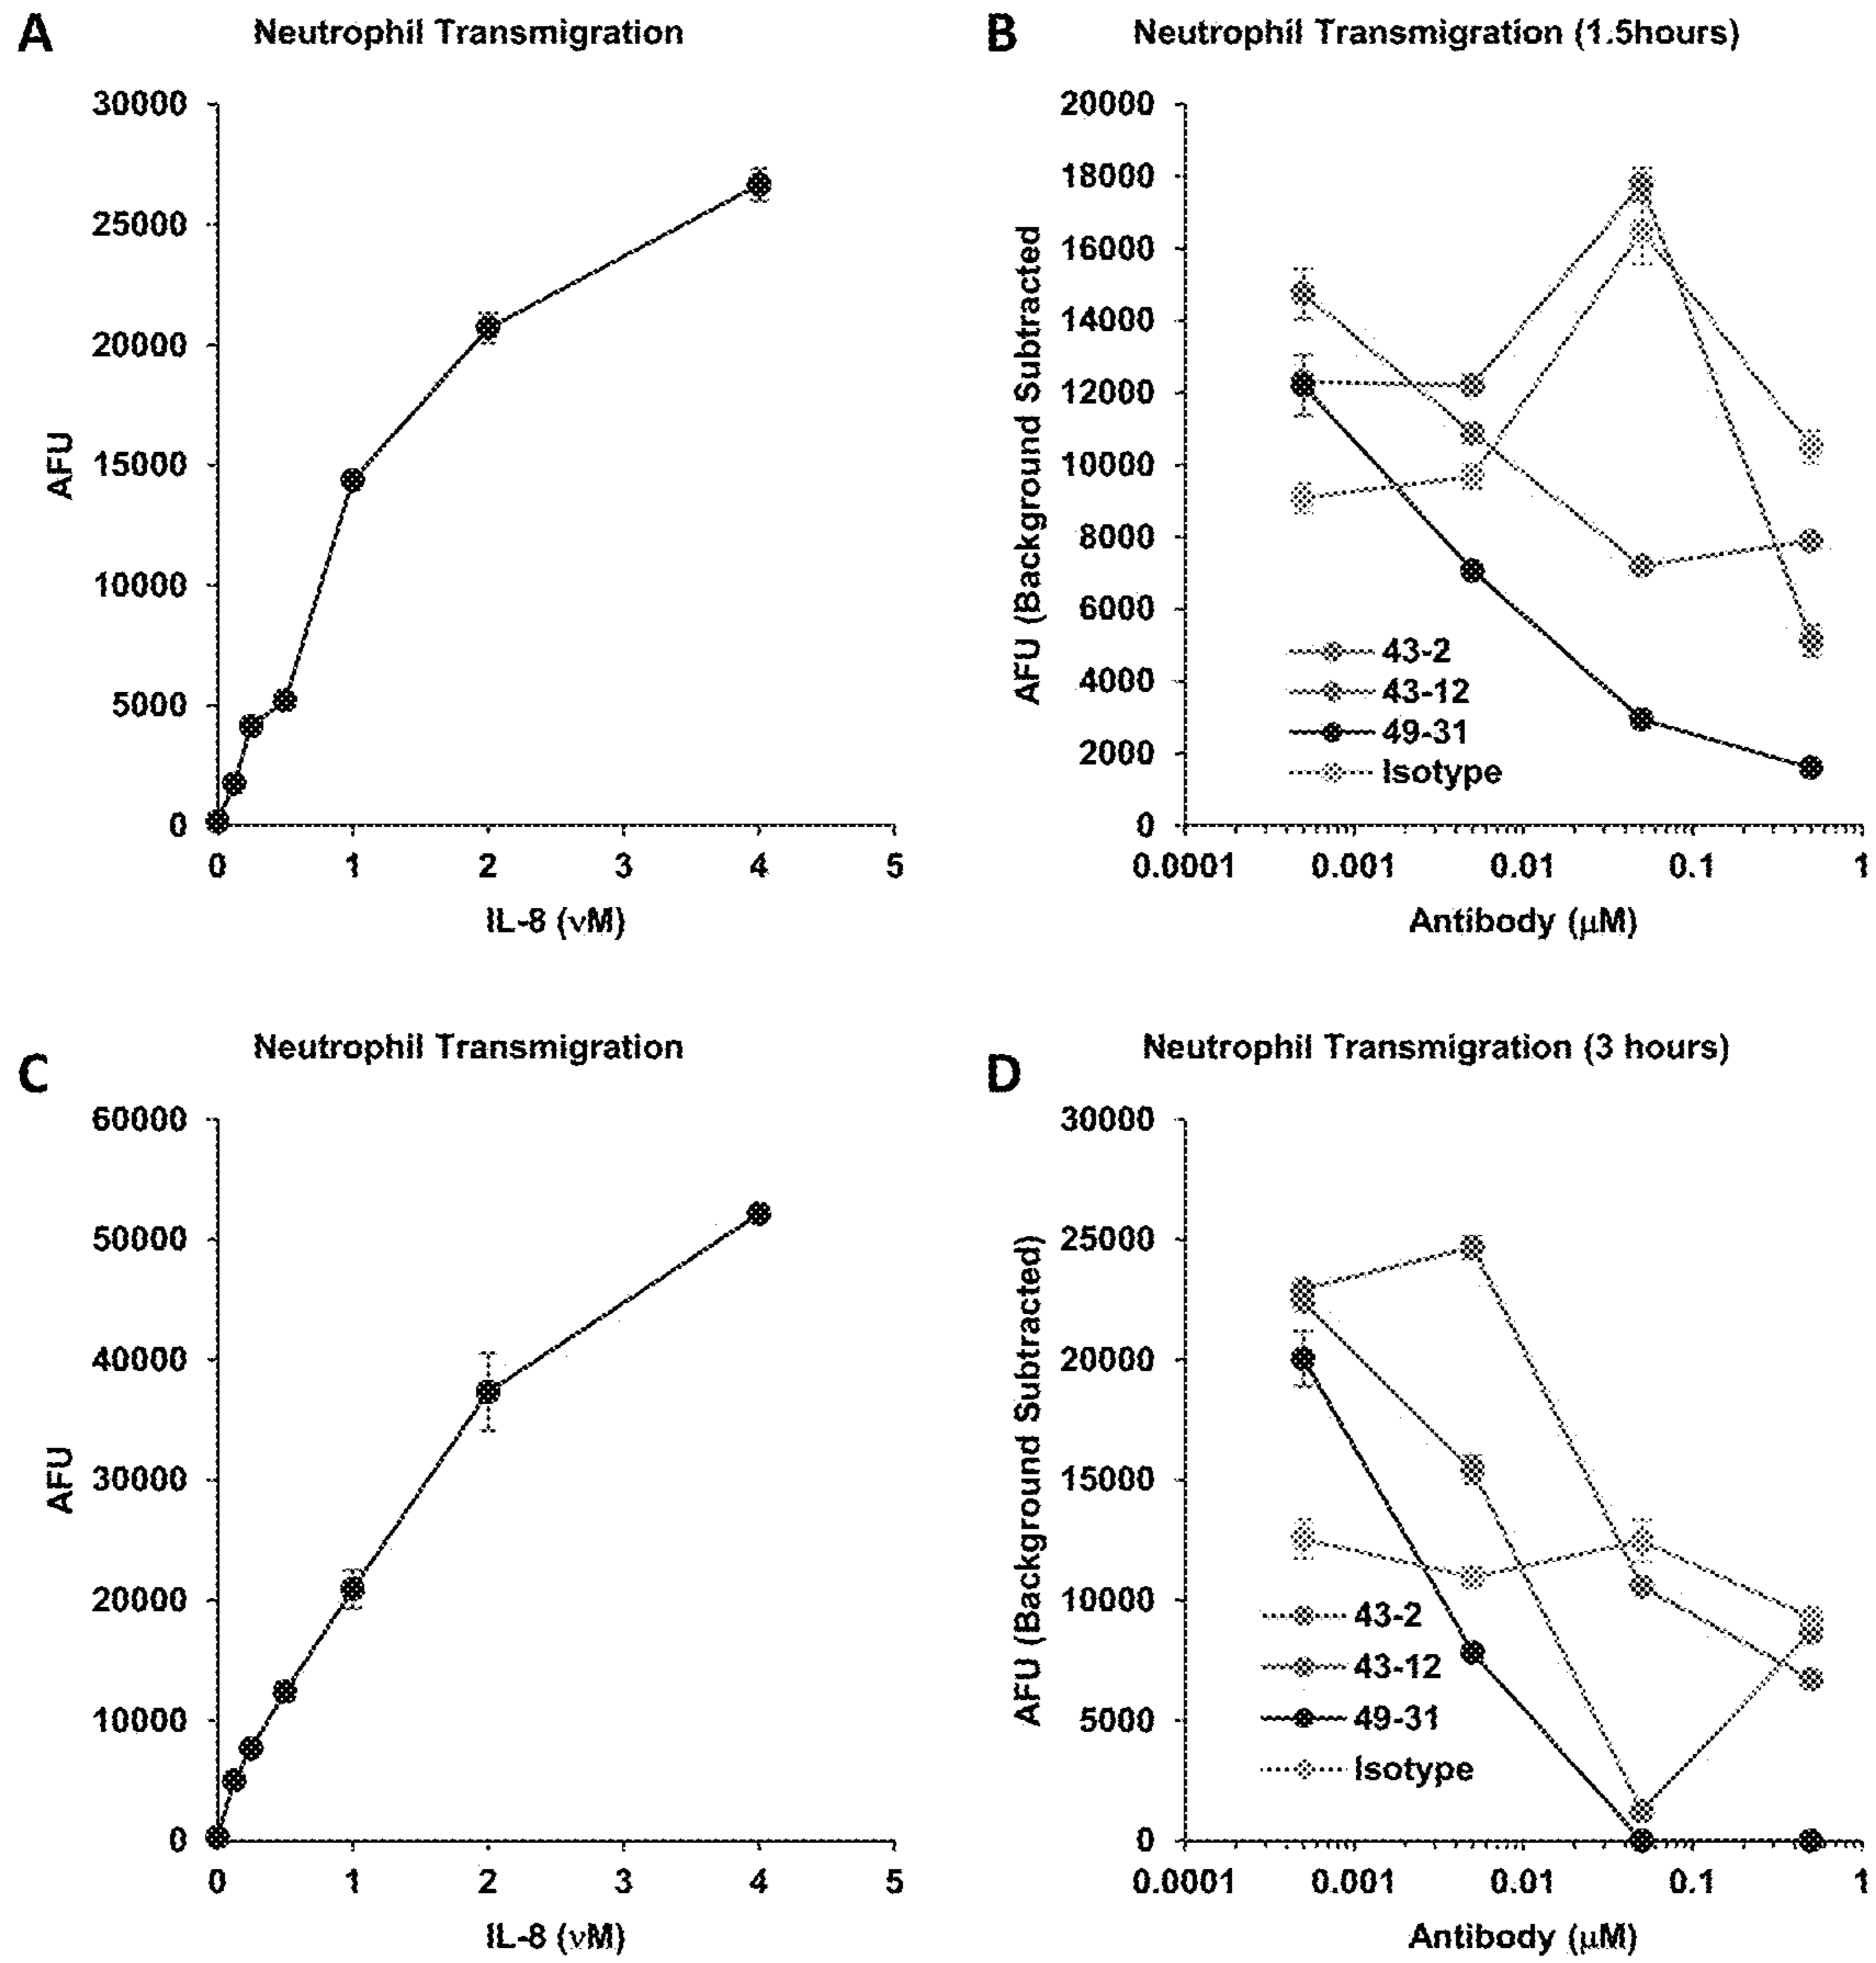 A
Neutrophil Transmigration
30000
25000
20000
15000
10000
5000
0
AFU
0 1 2 3 4 5
IL-8 (νM)
B
Neutrophil Transmigration (1.5hours)
20000
18000
16000
14000
12000
10000
8000
6000
4000
2000
0
AFU (Background Subtracted
43-2
43-12
49-31
Isotype
0.0001 0.001 0.01 0.1 1
Antibody (μM)
C
Neutrophil Transmigration
60000
50000
40000
30000
20000
10000
0
AFU
0 1 2 3 4 5
IL-8 (νM)
D
Neutrophil Transmigration (3 hours)
30000
25000
20000
15000
10000
5000
0
AFU (Background Subtracted)
43-2
43-12
49-31
Isotype
0.0001 0.001 0.01 0.1 1
Antibody (μM)